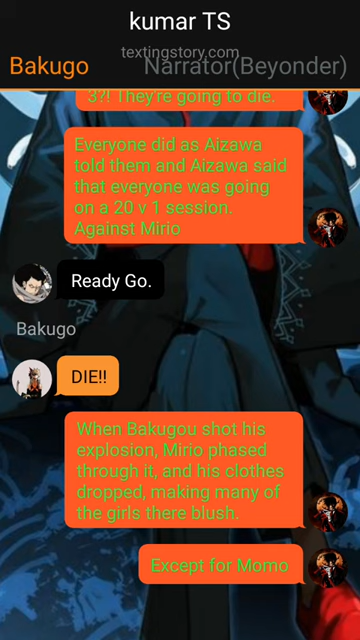 kumar TS
textingstory.com
Bakugo
Narrator(Beyonder)
3?! They're going to die.
Everyone did as Aizawa
told them and Aizawa said
that everyone was going
on a 20 v 1 session.
Against Mirio
Ready Go.
Bakugo
DIE!!
When Bakugou shot his
explosion, Mirio phased
through it, and his clothes
dropped, making many of
the girls there blush.
Except for Momo